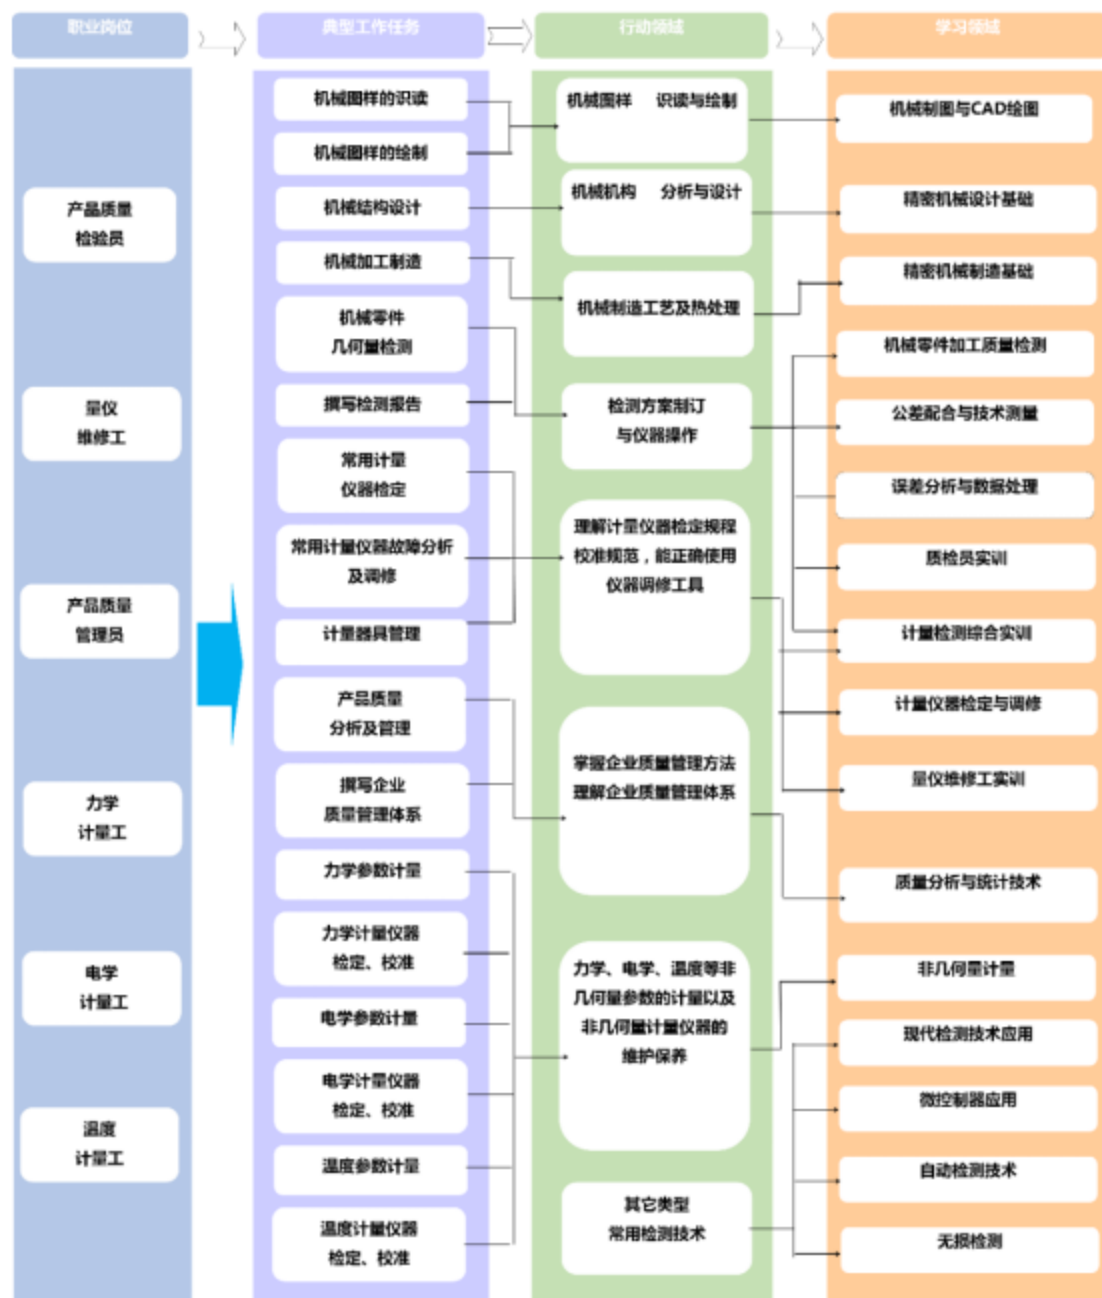 职业岗位
典型工作任务
行动领域
学习领域
产品质量
检验员
量仪
维修工
产品质量
管理员
力学
计量工
电学
计量工
温度
计量工
机械图样的识读
机械图样的绘制
机械结构设计
机械加工制造
机械零件
几何量检测
撰写检测报告
常用计量
仪器检定
常用计量仪器故障分析
及调修
计量器具管理
产品质量
分析及管理
撰写企业
质量管理体系
力学参数计量
力学计量仪器
检定、校准
电学参数计量
电学计量仪器
检定、校准
温度参数计量
温度计量仪器
检定、校准
机械图样 识读与绘制
机械机构 分析与设计
机械制造工艺及热处理
检测方案制订
与仪器操作
理解计量仪器检定规程
校准规范，能正确使用
仪器调修工具
掌握企业质量管理方法
理解企业质量管理体系
力学、电学、温度等非
几何量参数的计量以及
非几何量计量仪器的
维护保养
其它类型
常用检测技术
机械制图与CAD绘图
精密机械设计基础
精密机械制造基础
机械零件加工质量检测
公差配合与技术测量
误差分析与数据处理
质检员实训
计量检测综合实训
计量仪器检定与调修
量仪维修工实训
质量分析与统计技术
非几何量计量
现代检测技术应用
微控制器应用
自动检测技术
无损检测